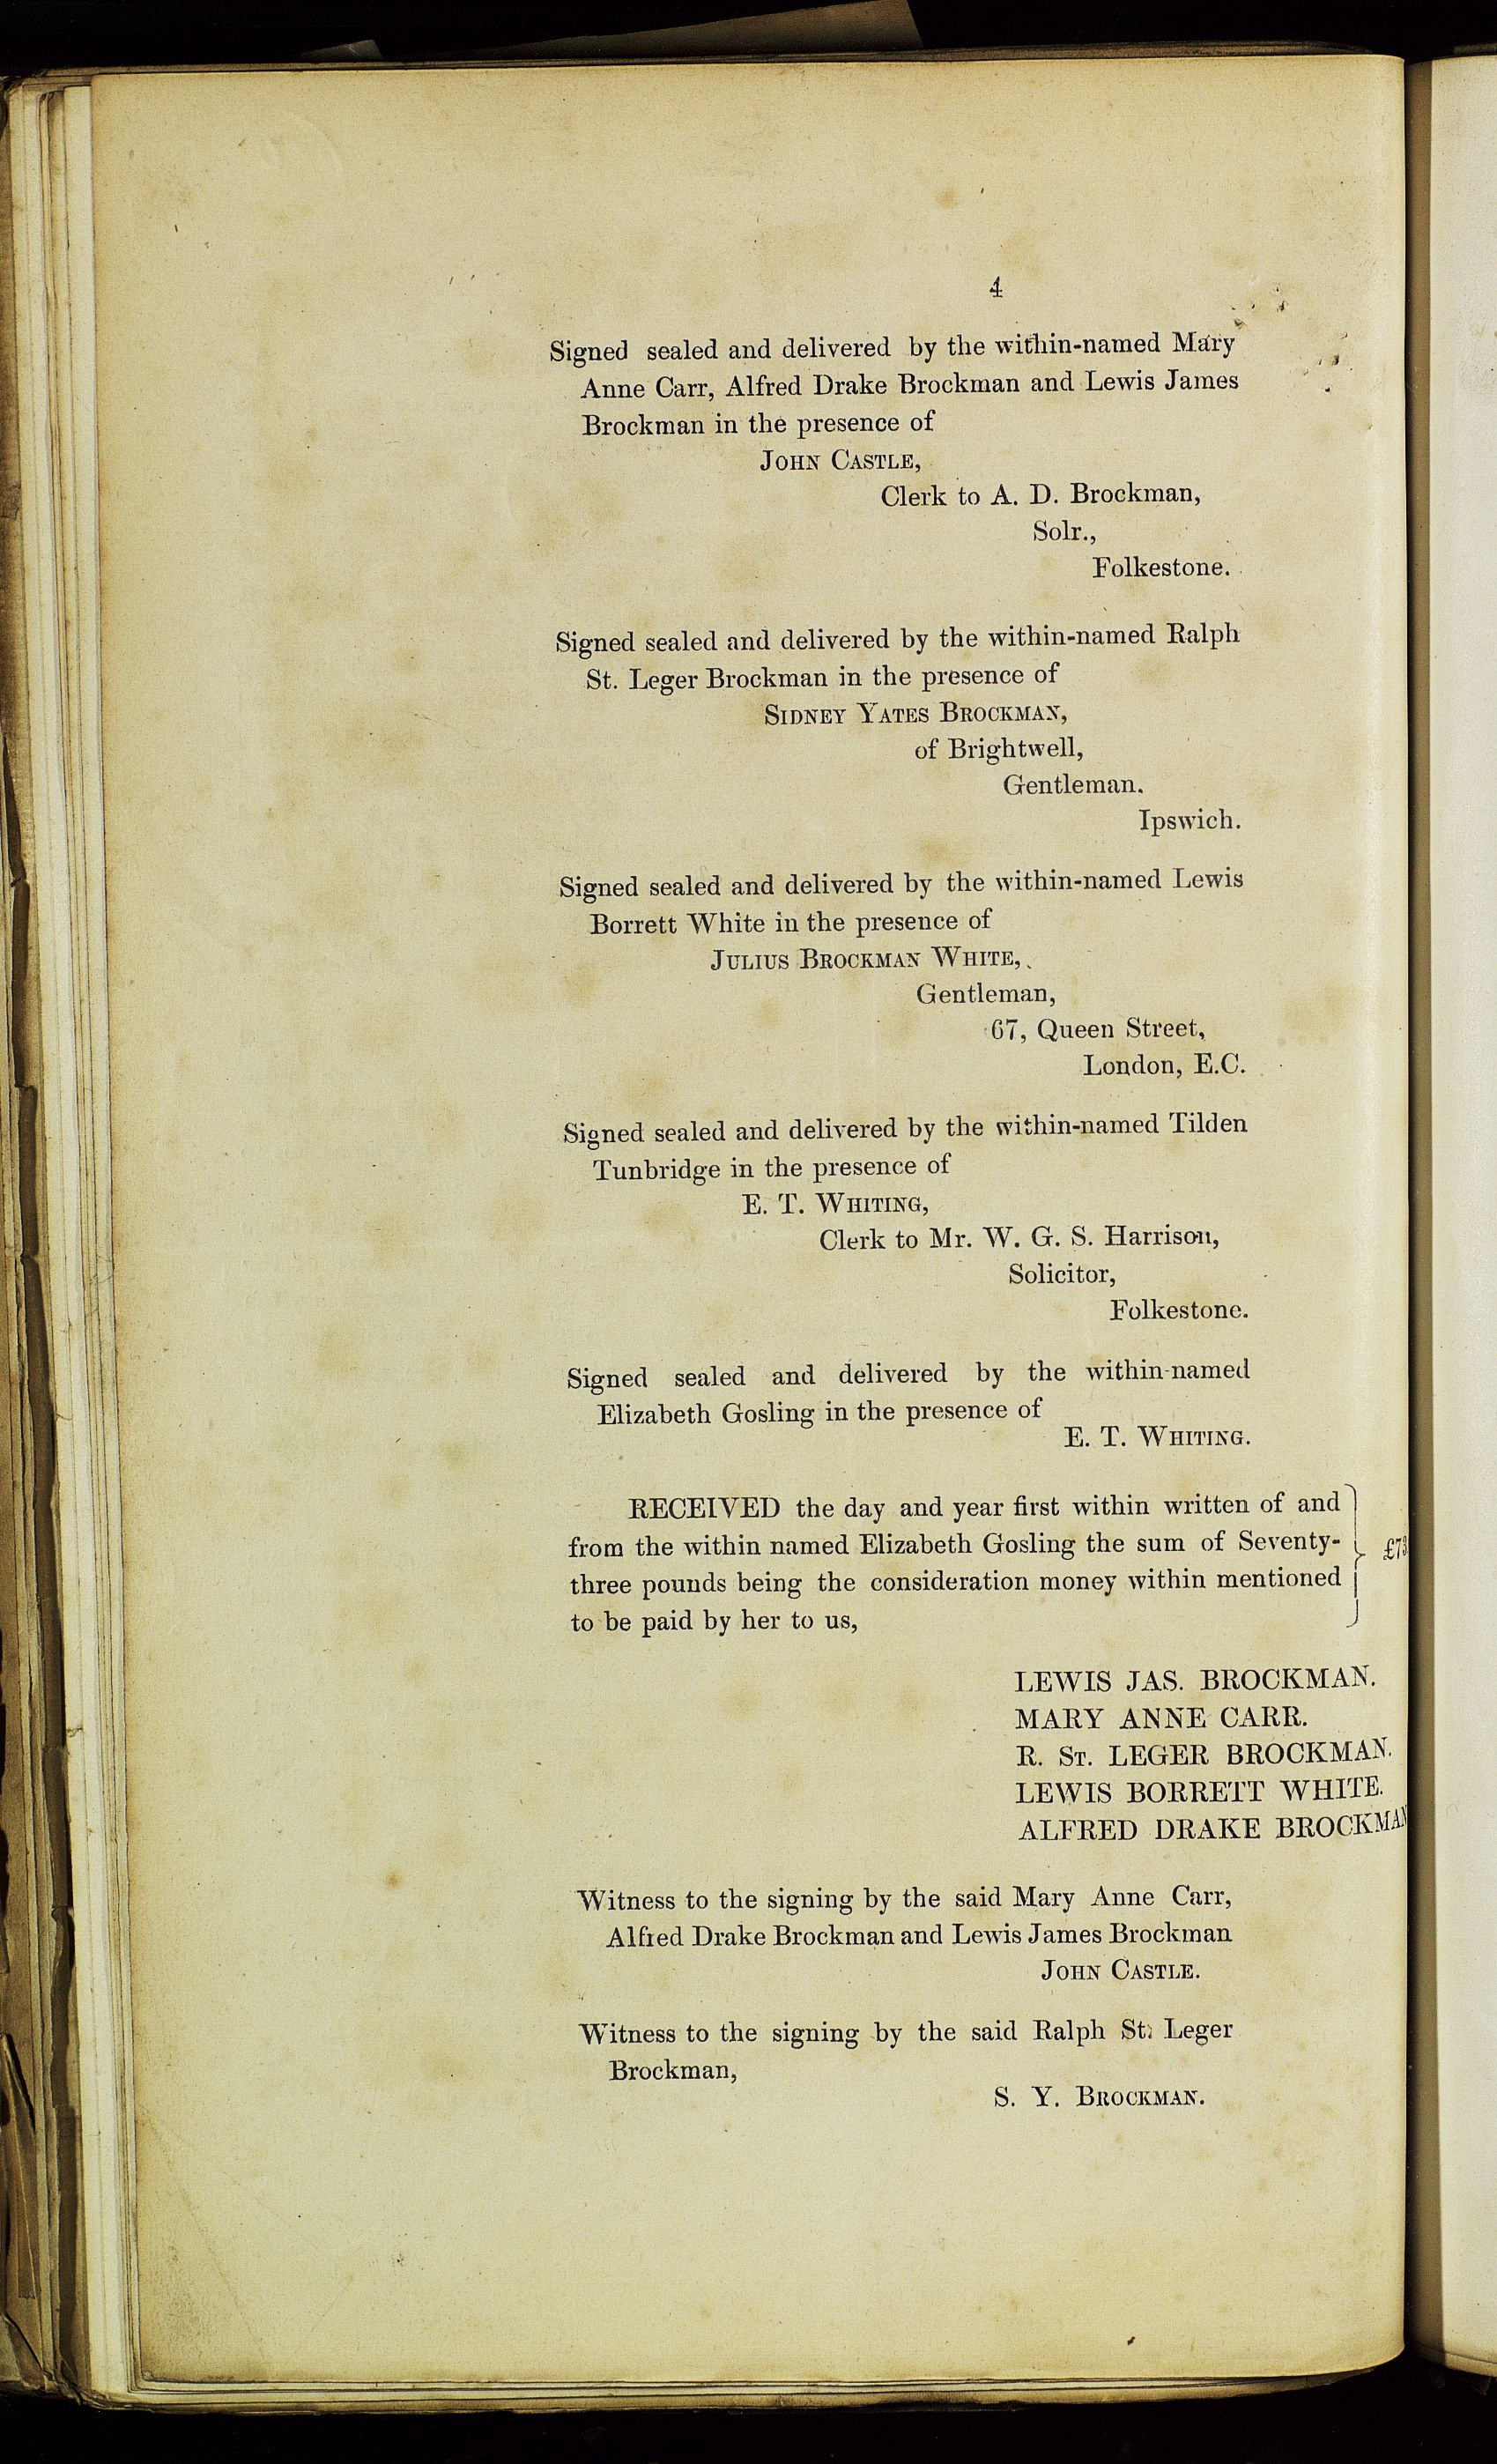 4
Signed sealed and delivered by the within-named Mary
Anne Carr, Alfred Drake Brockman and Lewis James
Brockman in the presence of
JOHN CASTLE,
Clerk to A. D. Brockman,
Solr.,
Folkestone.
Signed sealed and delivered by the within-named Ralph
St. Leger Brockman in the presence of
SIDNEY YATES BROCKMAN,
of Brightwell,
Gentleman.
Ipswich.
Signed sealed and delivered by the within-named Lewis
Borrett White in the presence of
JULIUS BROCKMAN WHITE,
Gentleman,
67, Queen Street,
London, E.C.
Signed sealed and delivered by the within-named Tilden
Tunbridge in the presence of
E. T. WHITING,
Clerk to Mr. W. G. S. Harrison,
Solicitor,
Folkestone.
Signed sealed and delivered by the within-named
Elizabeth Gosling in the presence of
E. T. WHITING.
RECEIVED the day and year first within written of and
from the within named Elizabeth Gosling the sum of Seventy- £73
three pounds being the consideration money within mentioned
to be paid by her to us,
LEWIS JAS. BROCKMAN.
MARY ANNE CARR.
R. ST. LEGER BROCKMAN.
LEWIS BORRETT WHITE.
ALFRED DRAKE BROCKMAN
Witness to the signing by the said Mary Anne Carr,
Alfred Drake Brockman and Lewis James Brockman
JOHN CASTLE.
Witness to the signing by the said Ralph St. Leger
Brockman,
S. Y. BROCKMAN.